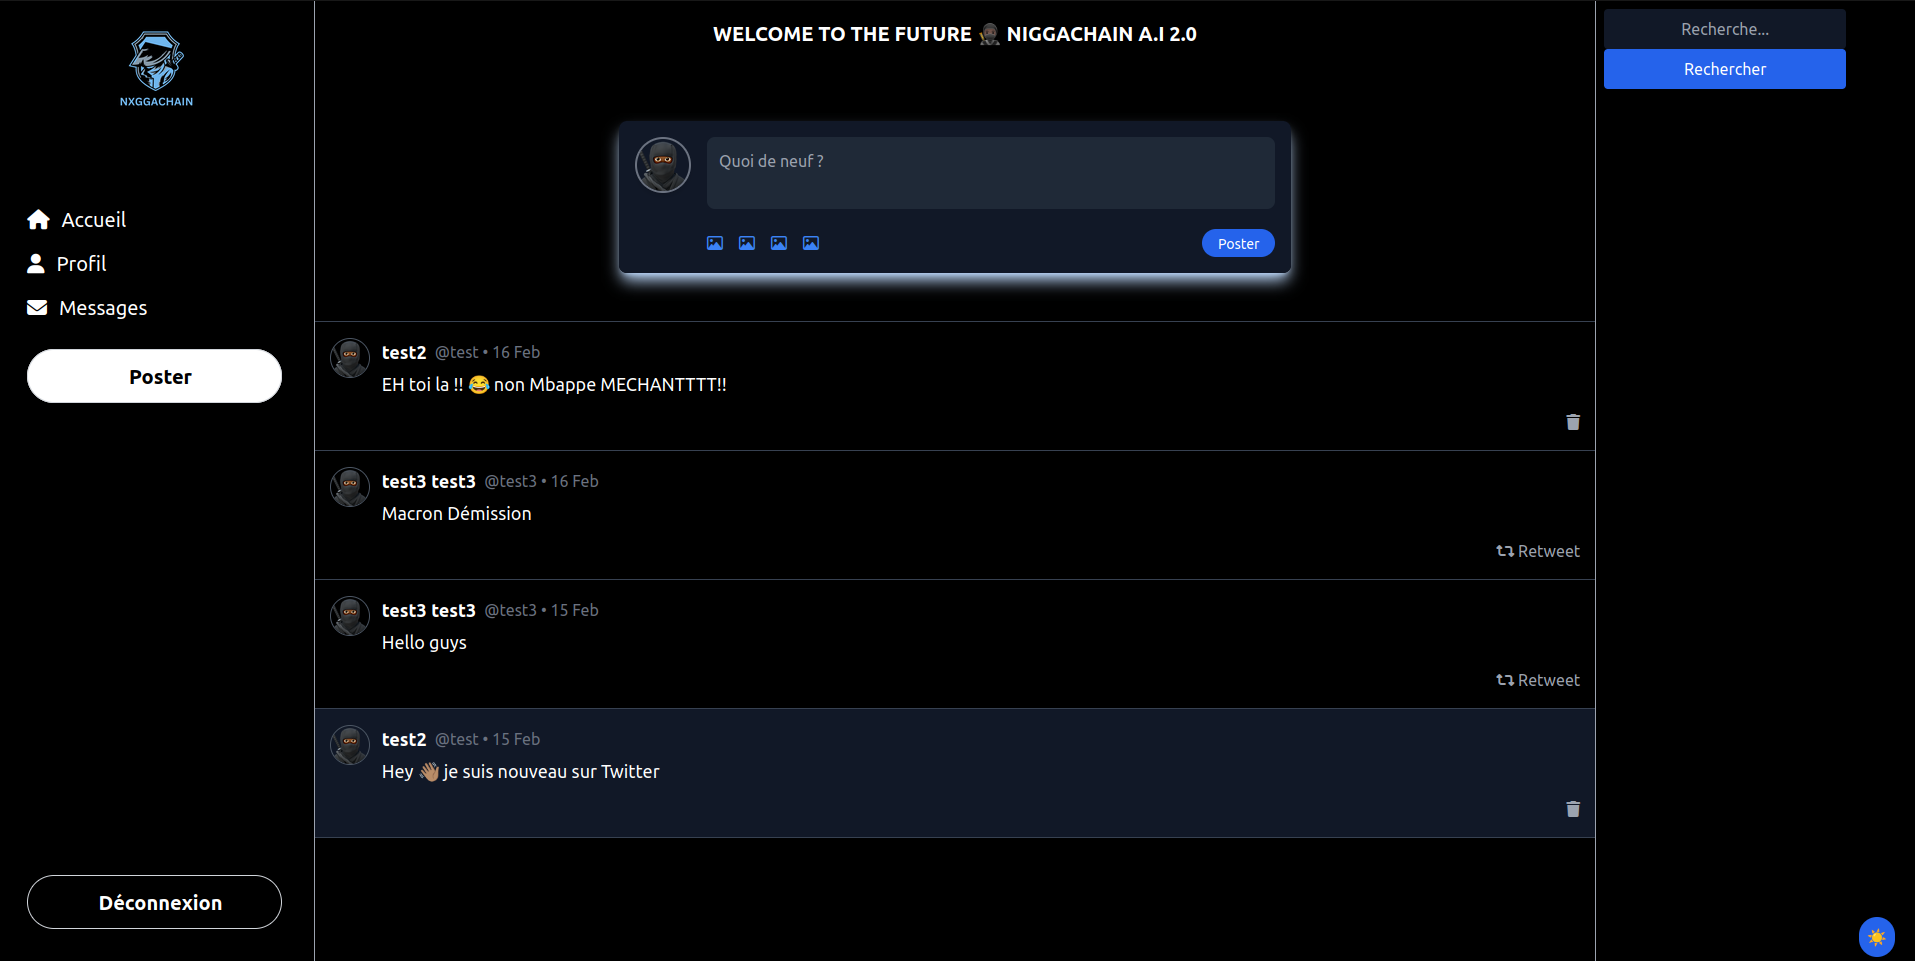 NXGGACHAIN
Accueil
Profil
Messages
Poster
Déconnexion
WELCOME TO THE FUTURE 🥷🏿 NIGGACHAIN A.I 2.0
Quoi de neuf ?
Poster
test2 @test • 16 Feb
EH toi la !! 😂 non Mbappe MECHANTTTT!!
test3 test3 @test3 • 16 Feb
Macron Démission
Retweet
test3 test3 @test3 • 15 Feb
Hello guys
Retweet
test2 @test • 15 Feb
Hey 👋🏽 je suis nouveau sur Twitter
Recherche...
Rechercher